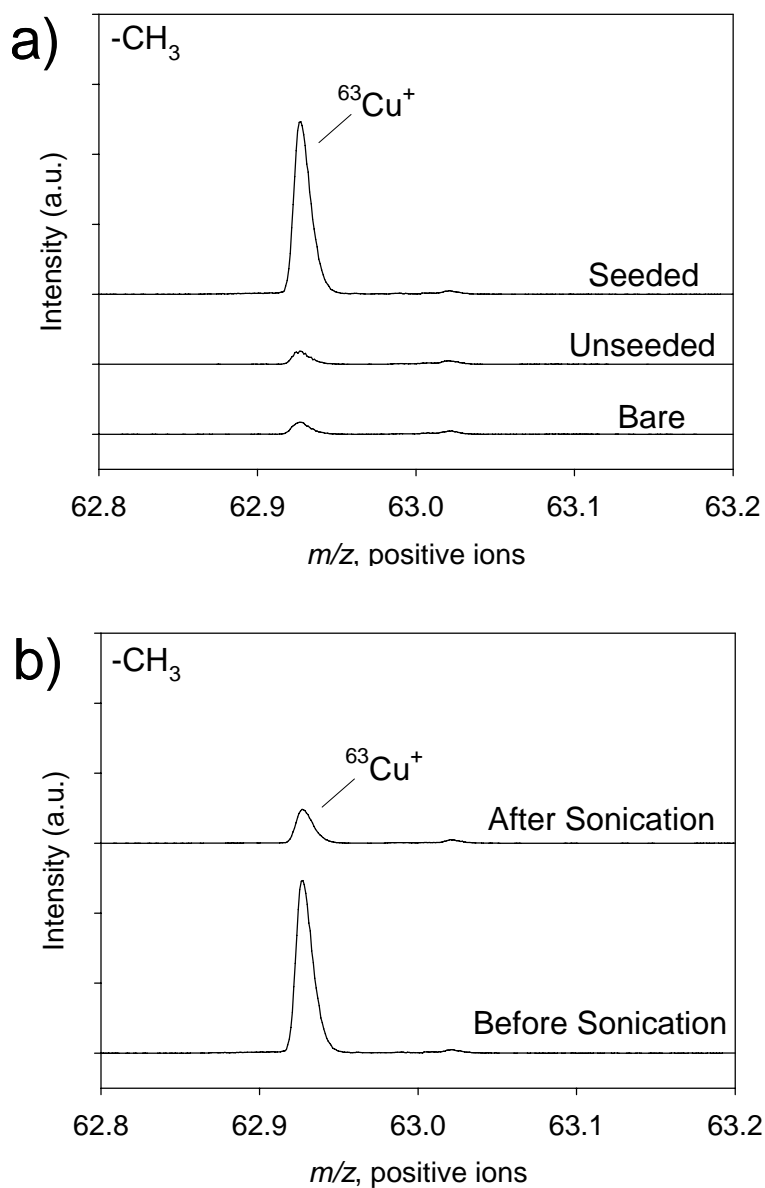 a)
-CH₃
⁶³Cu⁺
Intensity (a.u.)
Seeded
Unseeded
Bare
62.8 62.9 63.0 63.1 63.2
m/z, positive ions
b)
-CH₃
⁶³Cu⁺
Intensity (a.u.)
After Sonication
Before Sonication
62.8 62.9 63.0 63.1 63.2
m/z, positive ions